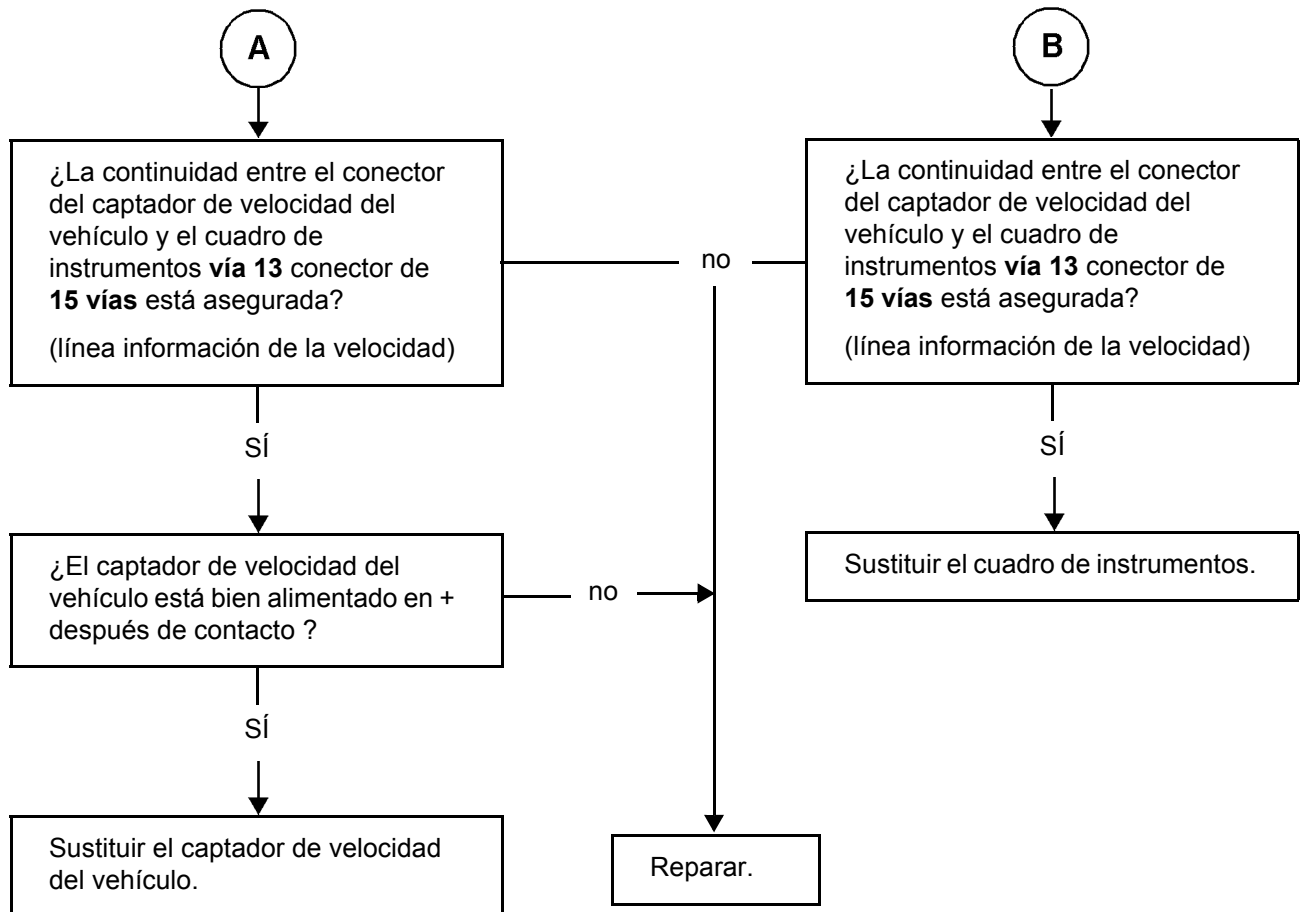 A
B
¿La continuidad entre el conector
del captador de velocidad del
vehículo y el cuadro de
instrumentos vía 13 conector de
15 vías está asegurada?
(línea información de la velocidad)
no
¿La continuidad entre el conector
del captador de velocidad del
vehículo y el cuadro de
instrumentos vía 13 conector de
15 vías está asegurada?
(línea información de la velocidad)
SÍ
SÍ
¿El captador de velocidad del
vehículo está bien alimentado en +
después de contacto ?
no
Sustituir el cuadro de instrumentos.
SÍ
Sustituir el captador de velocidad
del vehículo.
Reparar.